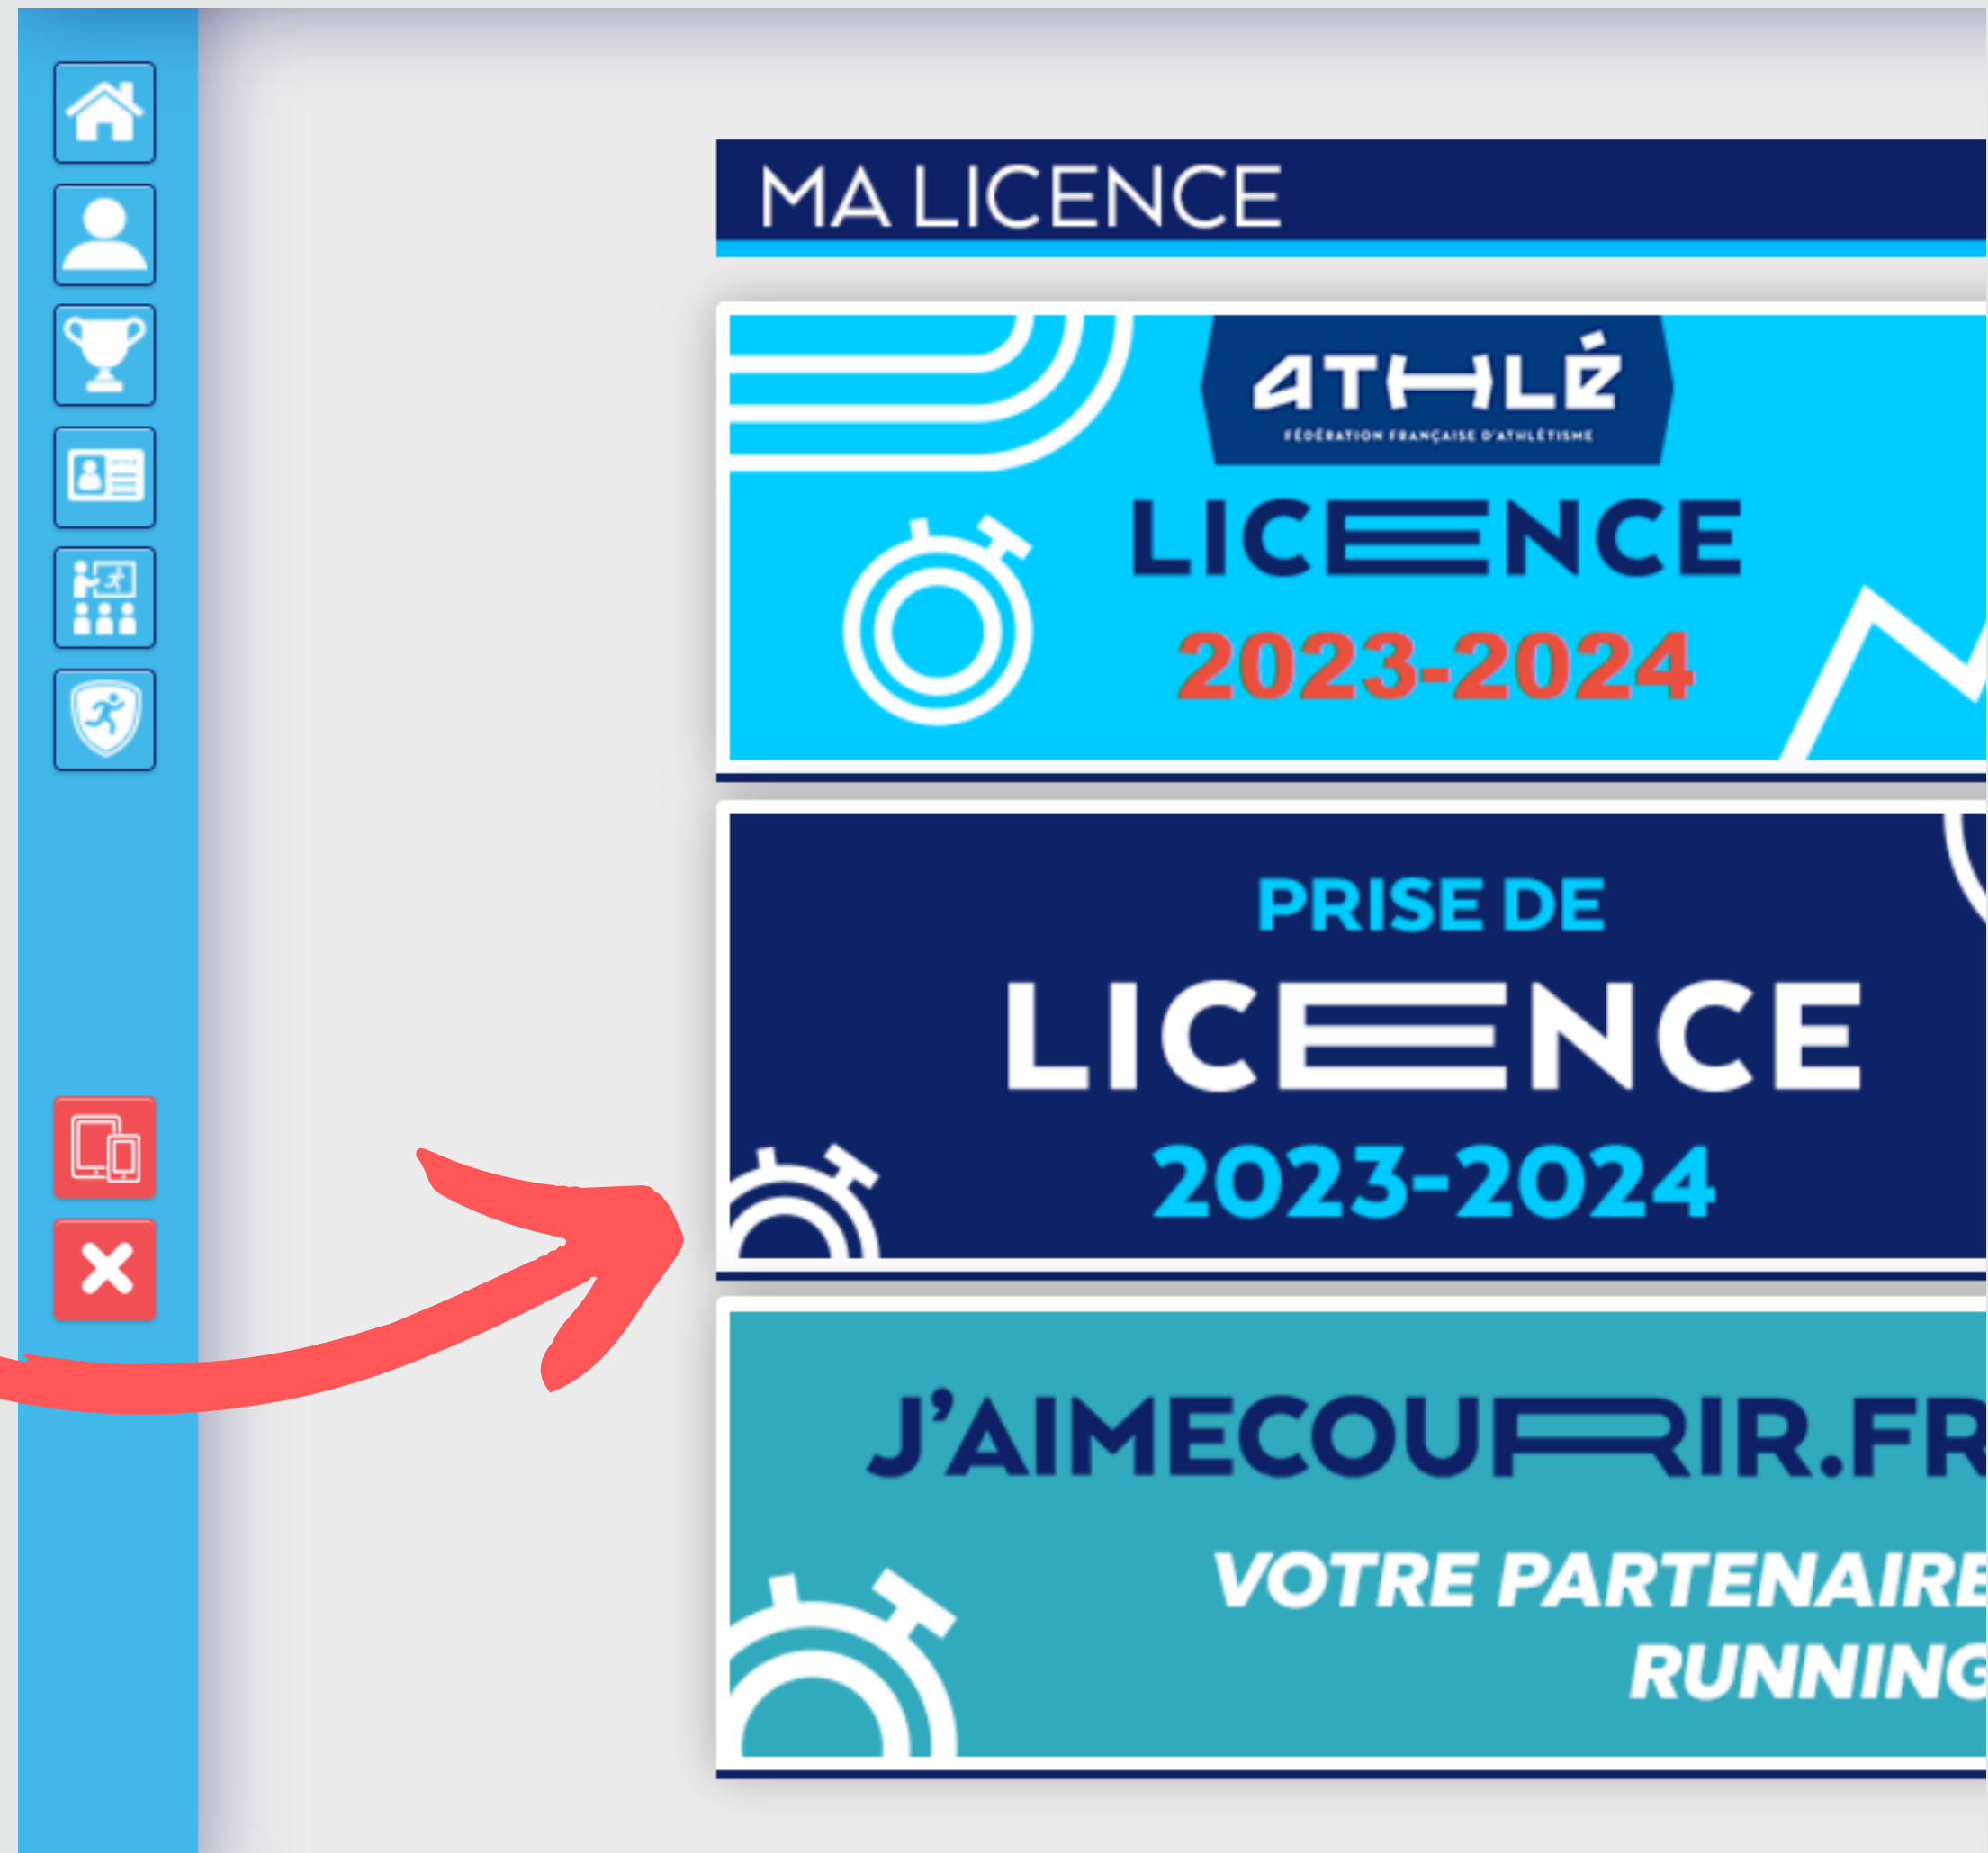 MA LICENCE
ATHLÉ
FÉDÉRATION FRANÇAISE D'ATHLÉTISME
LICENCE
2023-2024
PRISE DE
LICENCE
2023-2024
J'AIMECOURIR.FR
VOTRE PARTENAIRE
RUNNING